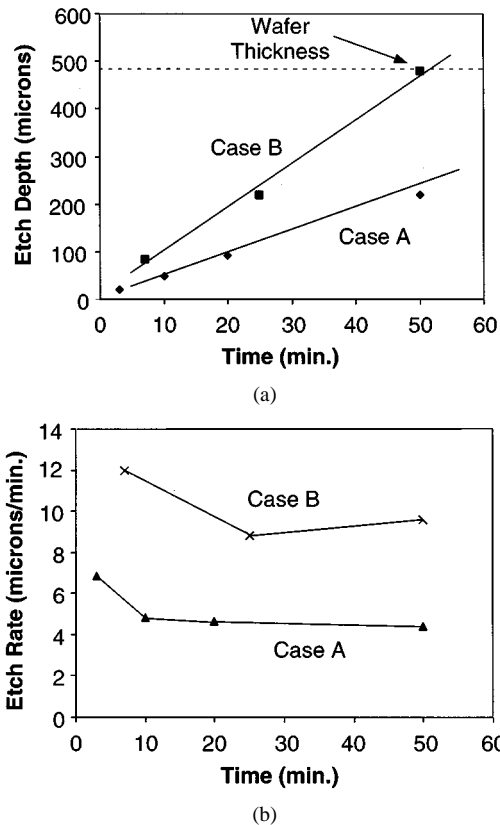 600
500
400
300
200
100
0
Etch Depth (microns)
Wafer
Thickness
Case B
Case A
0 10 20 30 40 50 60
Time (min.)
(a)
14
12
10
8
6
4
2
0
Etch Rate (microns/min.)
Case B
Case A
0 10 20 30 40 50 60
Time (min.)
(b)